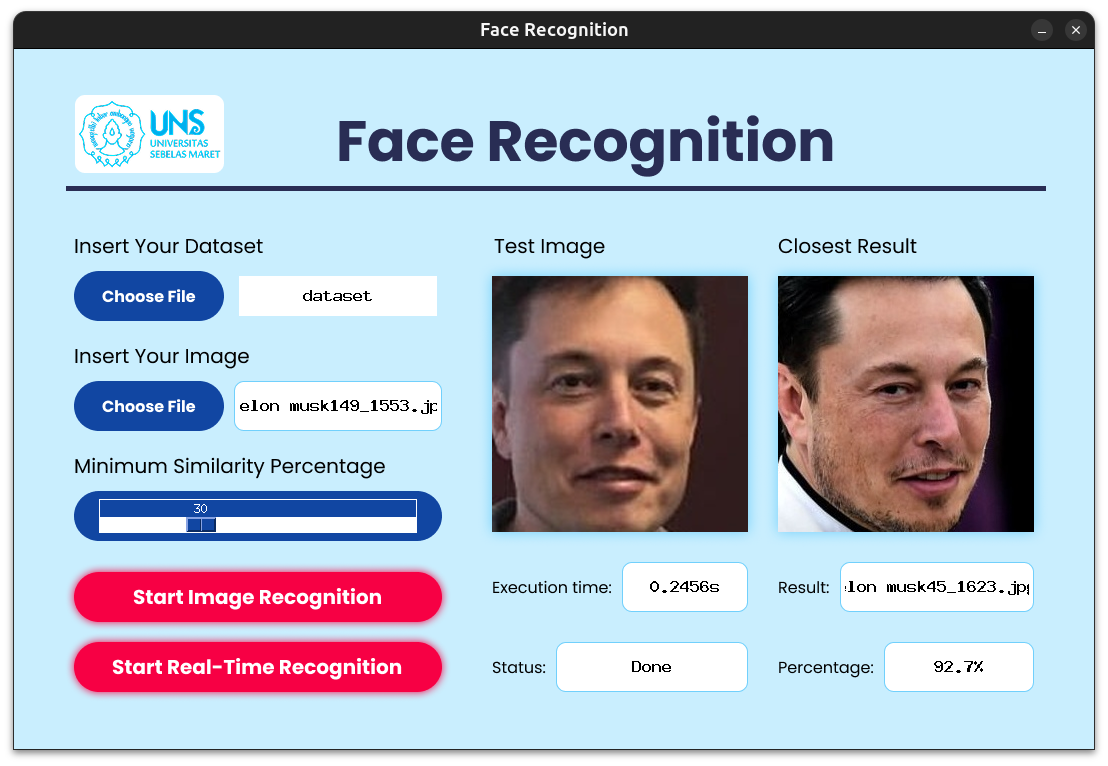 Face Recognition
UNS
UNIVERSITAS
SEBELAS MARET
Face Recognition
Insert Your Dataset
Choose File
dataset
Insert Your Image
Choose File
elon musk149_1553.jp
Minimum Similarity Percentage
30
Start Image Recognition
Start Real-Time Recognition
Test Image
Closest Result
Execution time:
0.2456s
Result:
elon musk45_1623.jpg
Status:
Done
Percentage:
92.7%